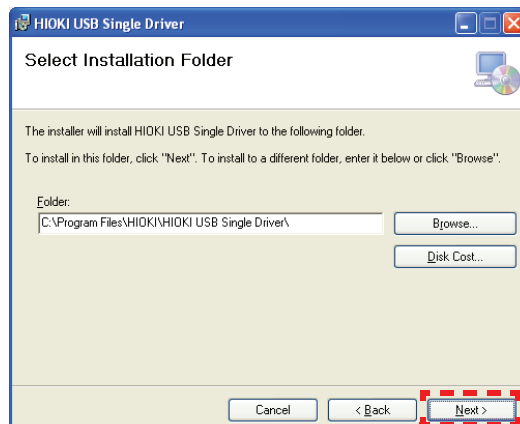 HIOKI USB Single Driver
Select Installation Folder
The installer will install HIOKI USB Single Driver to the following folder.
To install in this folder, click "Next". To install to a different folder, enter it below or click "Browse".
Folder:
C:\Program Files\HIOKI\HIOKI USB Single Driver\
Browse...
Disk Cost...
Cancel
< Back
Next >